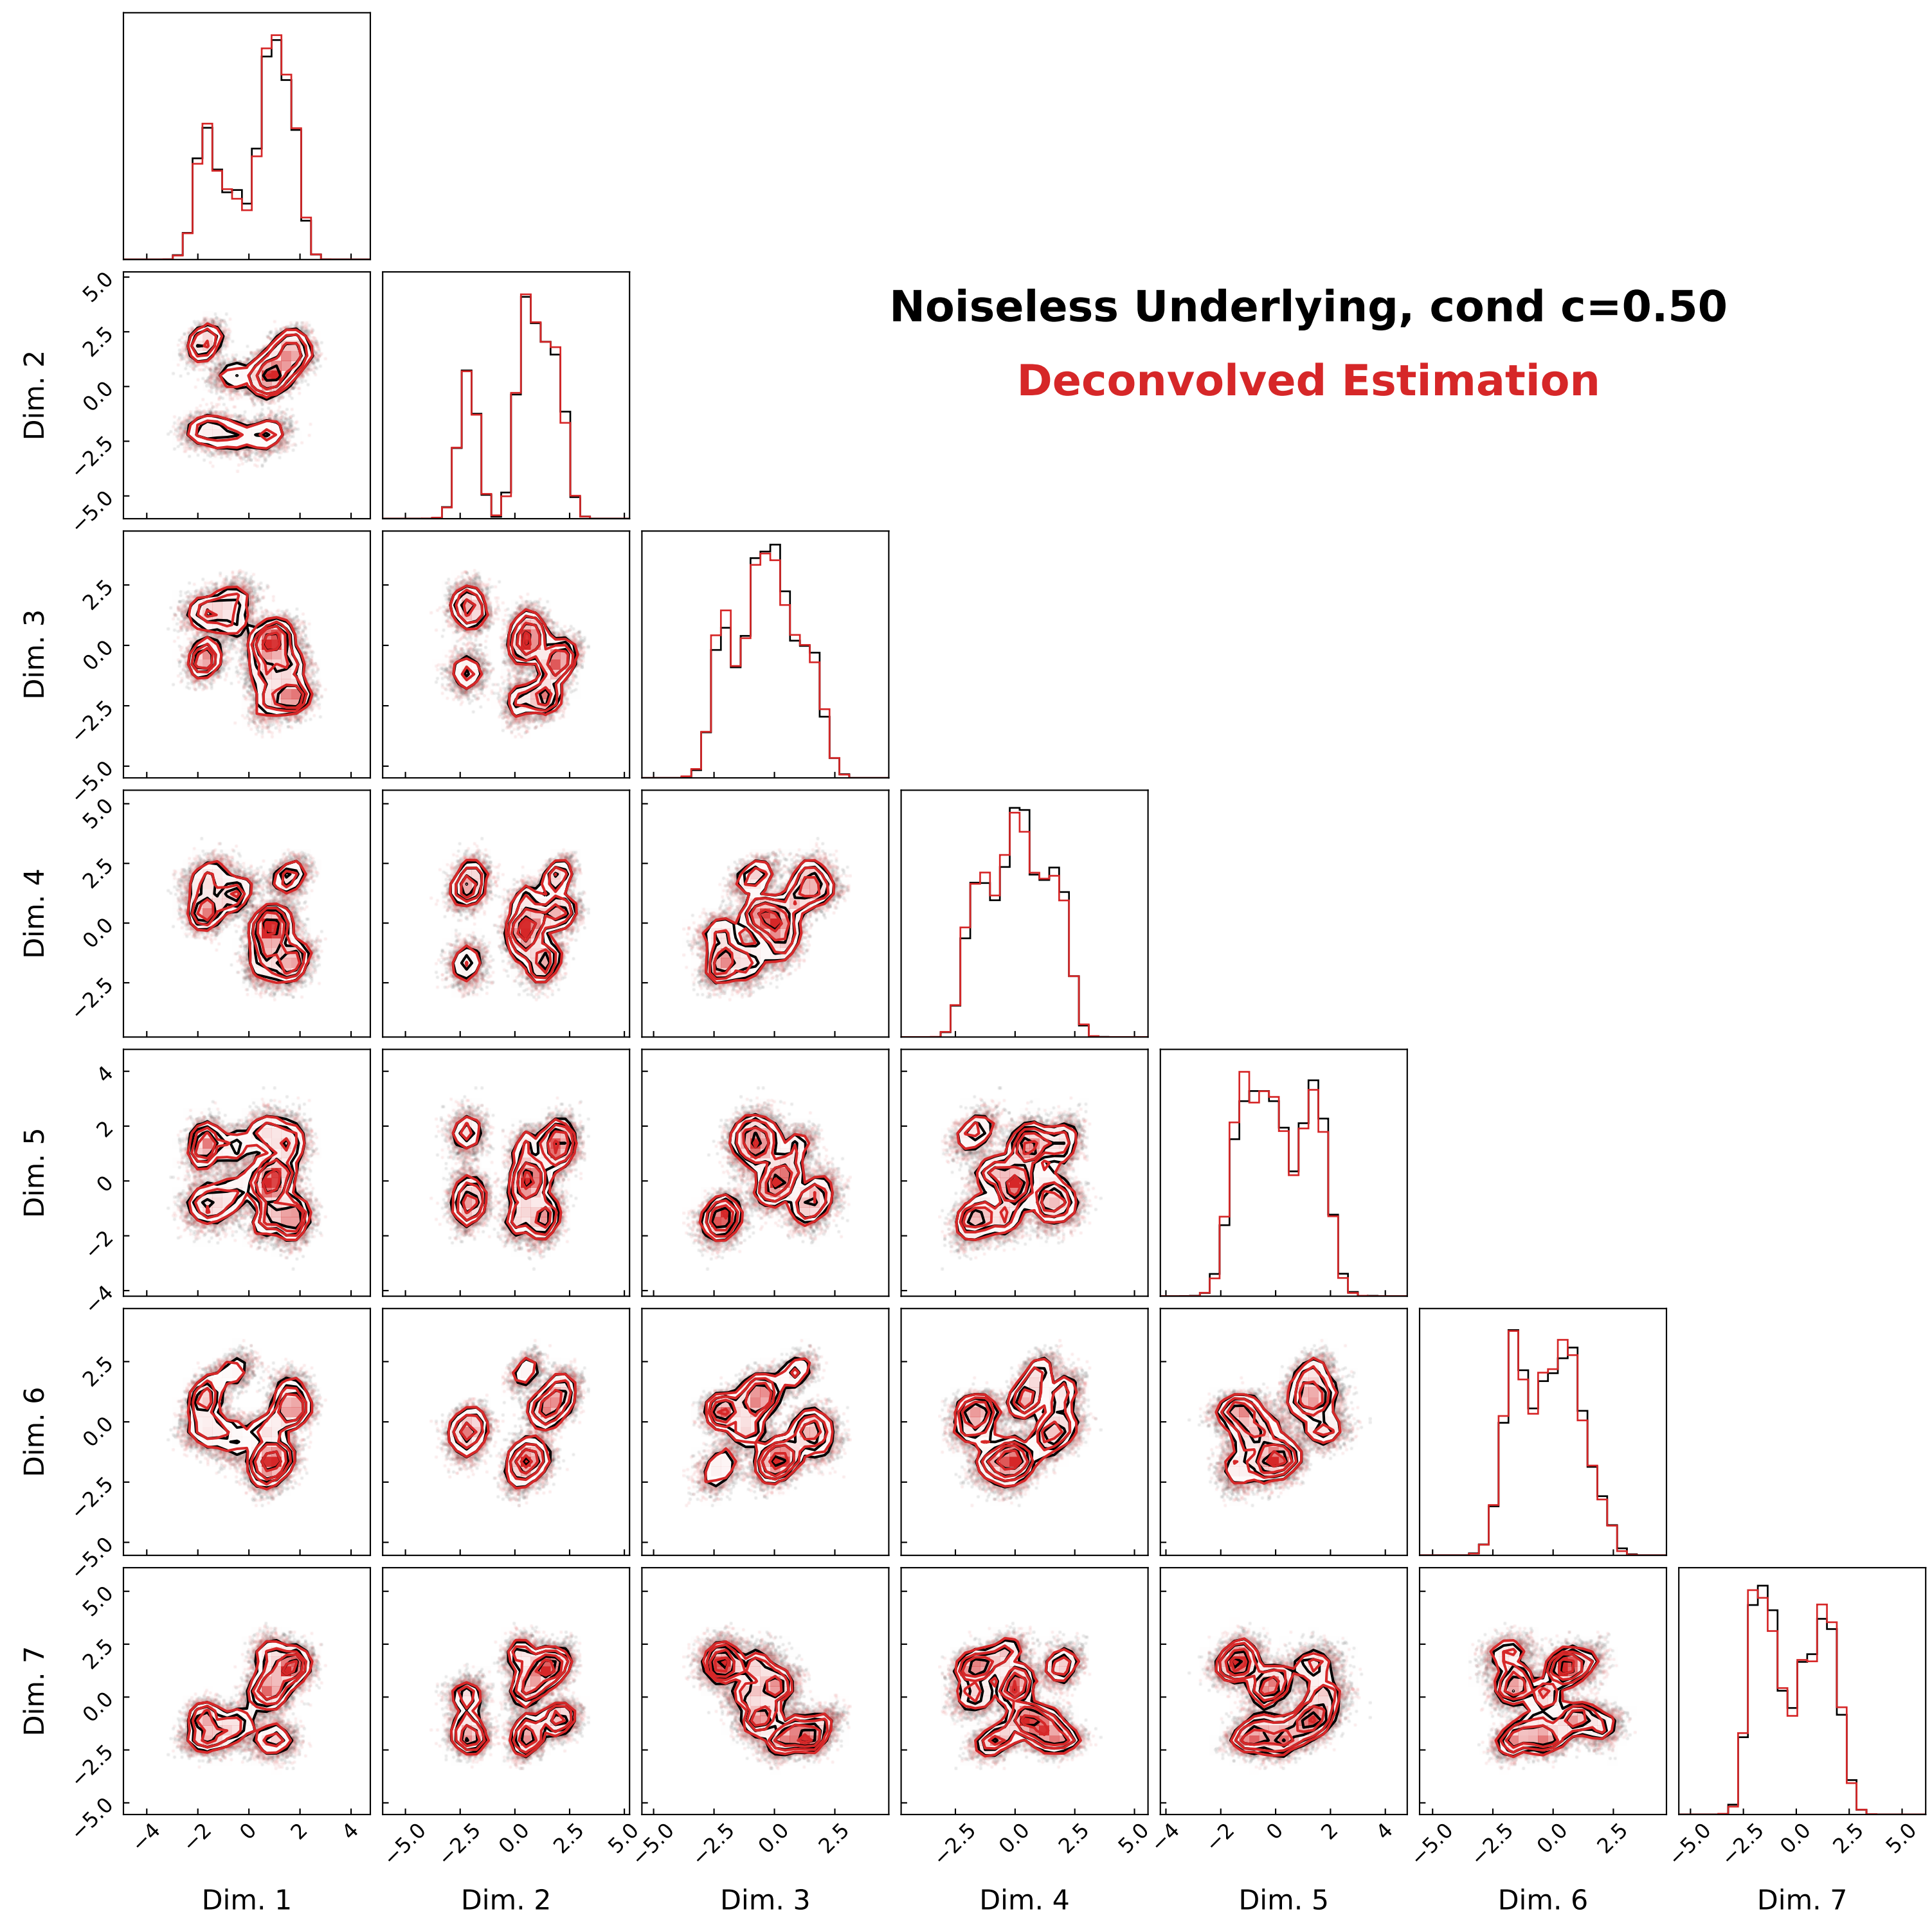 Noiseless Underlying, cond c=0.50
Deconvolved Estimation
5.0
2.5
0.0
−2.5
−5.0
Dim. 2
2.5
0.0
−2.5
−5.0
Dim. 3
5.0
2.5
0.0
−2.5
Dim. 4
4
2
0
−2
−4
Dim. 5
2.5
0.0
−2.5
−5.0
Dim. 6
5.0
2.5
0.0
−2.5
−5.0
Dim. 7
−4 −2 0 2 4
−5.0 −2.5 0.0 2.5 5.0
−5.0 −2.5 0.0 2.5
−2.5 0.0 2.5 5.0
−4 −2 0 2 4
−5.0 −2.5 0.0 2.5
−5.0 −2.5 0.0 2.5 5.0
Dim. 1 Dim. 2 Dim. 3 Dim. 4 Dim. 5 Dim. 6 Dim. 7